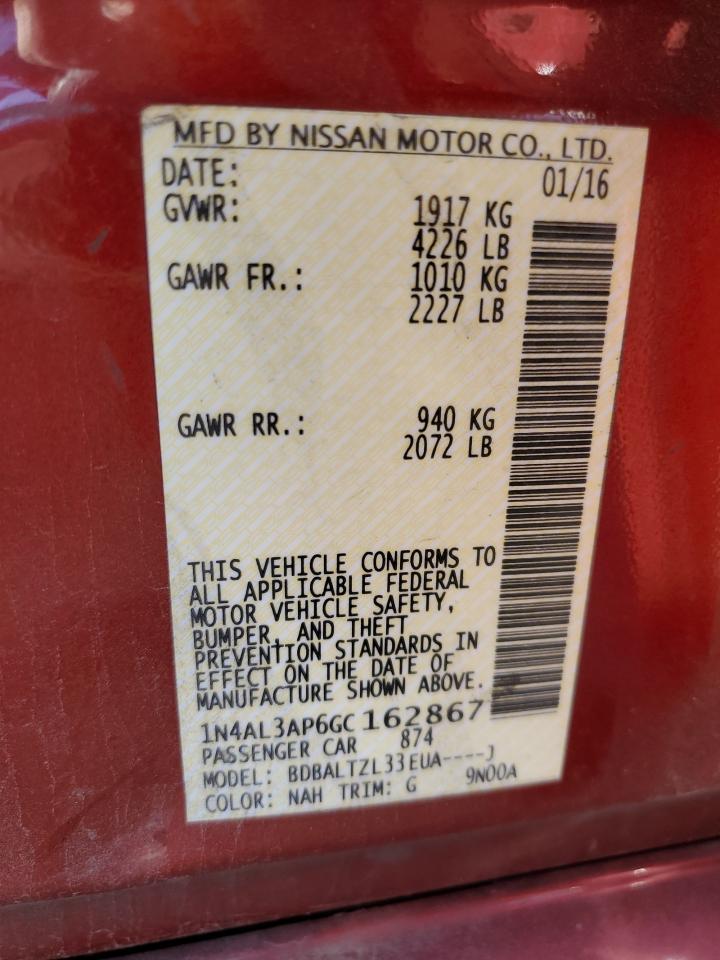 MFD BY NISSAN MOTOR CO., LTD.
DATE: 01/16
GVWR: 1917 KG
4226 LB
GAWR FR.: 1010 KG
2227 LB
GAWR RR.: 940 KG
2072 LB
THIS VEHICLE CONFORMS TO
ALL APPLICABLE FEDERAL
MOTOR VEHICLE SAFETY,
BUMPER, AND THEFT
PREVENTION STANDARDS IN
EFFECT ON THE DATE OF
MANUFACTURE SHOWN ABOVE.
1N4AL3AP6GC162867
PASSENGER CAR 874
MODEL: BDBALTZL33EUA----J
COLOR: NAH TRIM: G 9N00A